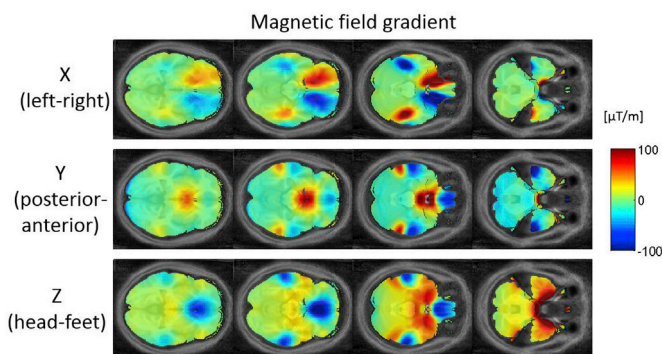 Magnetic field gradient
X
(left-right)
[μT/m]
Y
(posterior-
anterior)
100
0
-100
Z
(head-feet)